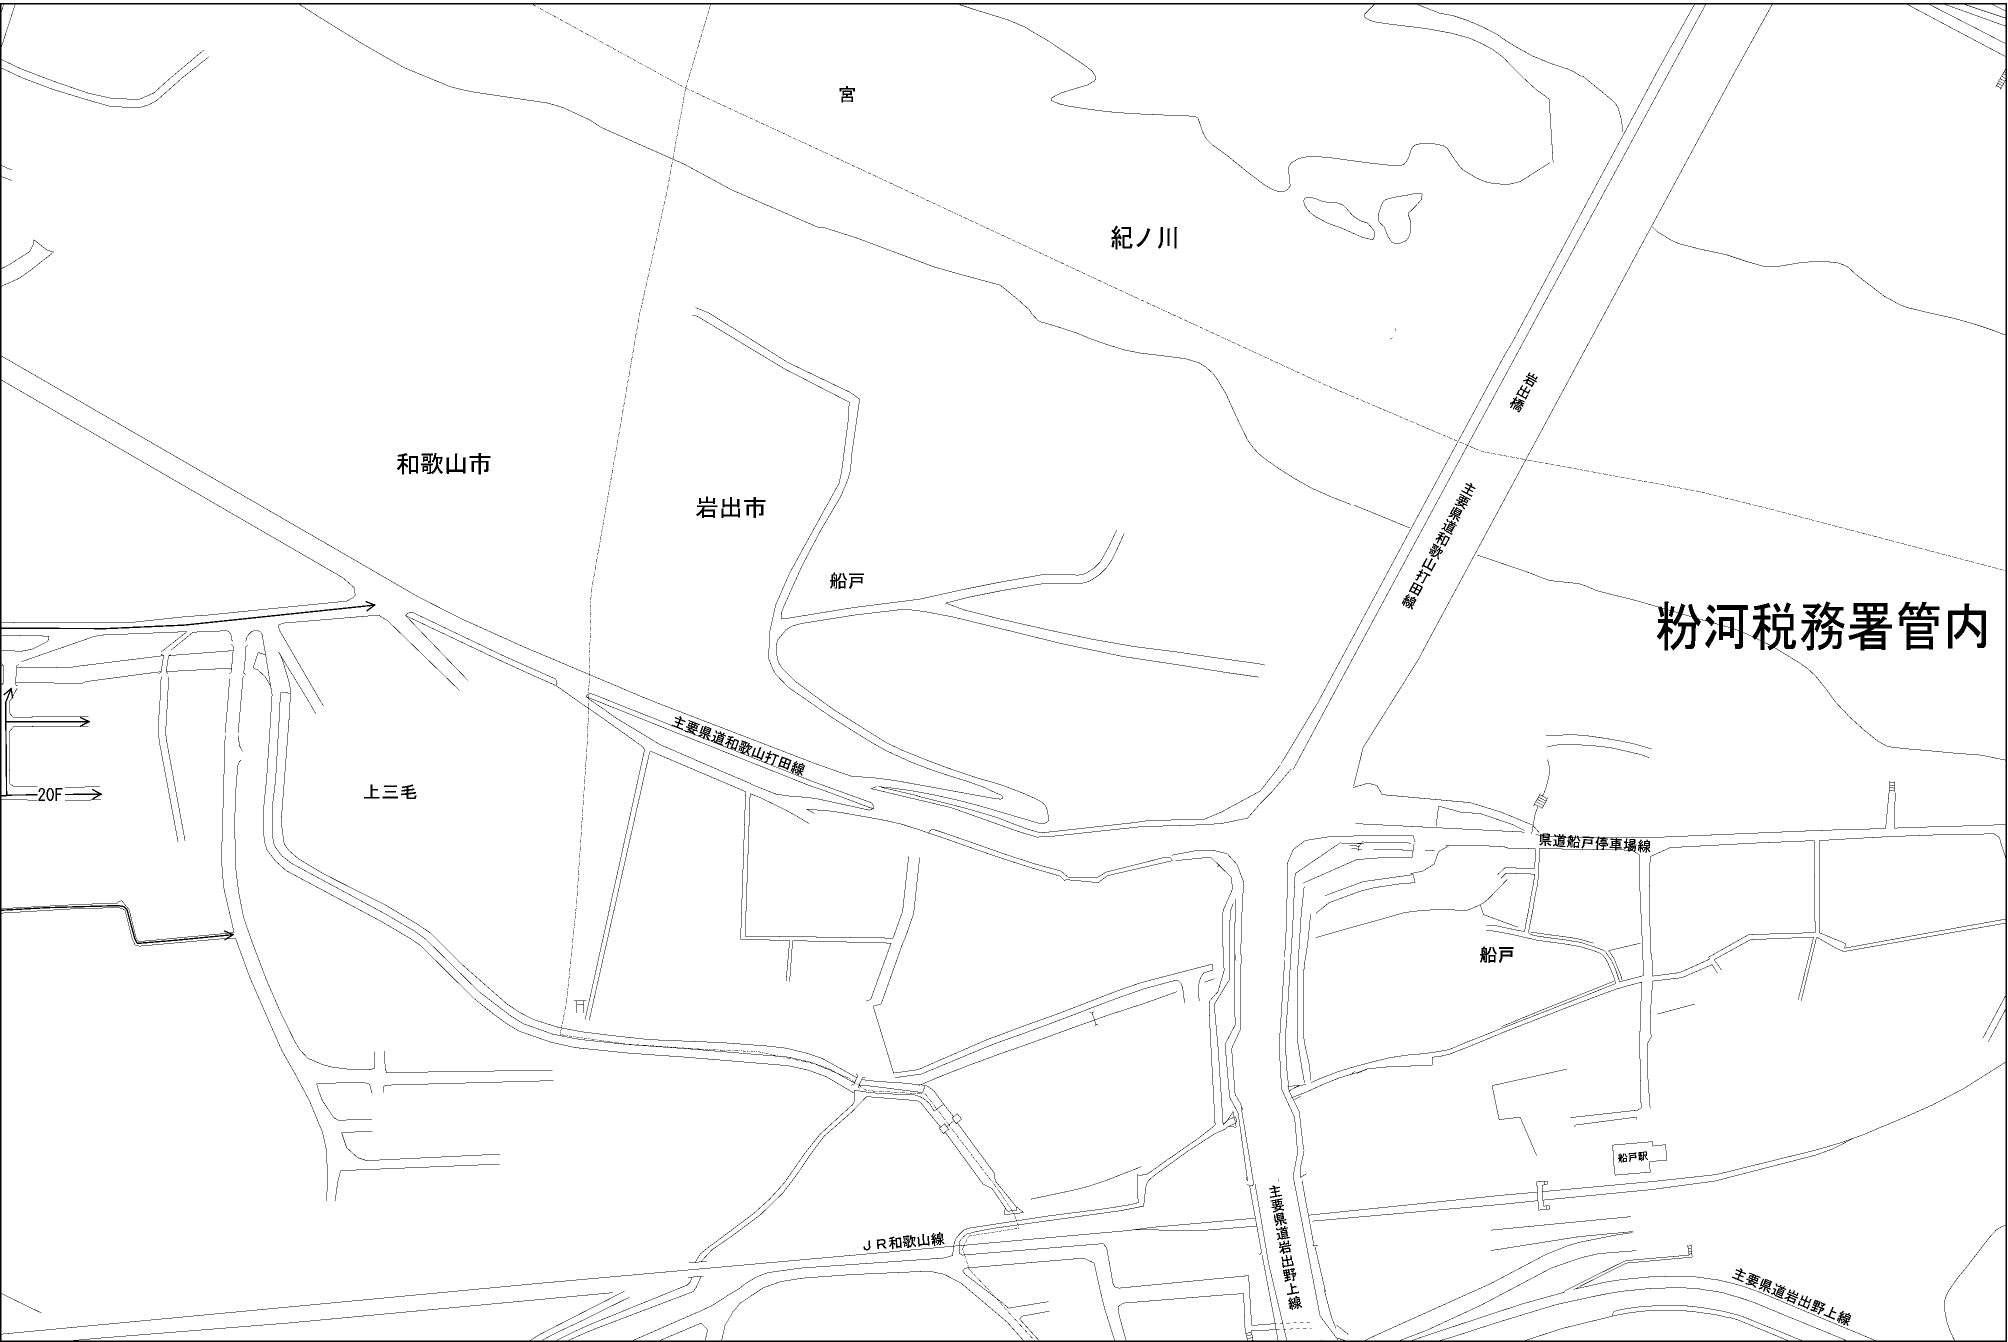 宮
紀ノ川
岩出橋
和歌山市
岩出市
主要県道和歌山打田線
船戸
粉河税務署管内
主要県道和歌山打田線
20F
上三毛
県道船戸停車場線
船戸
船戸駅
JR和歌山線
主要県道岩出野上線
主要県道岩出野上線